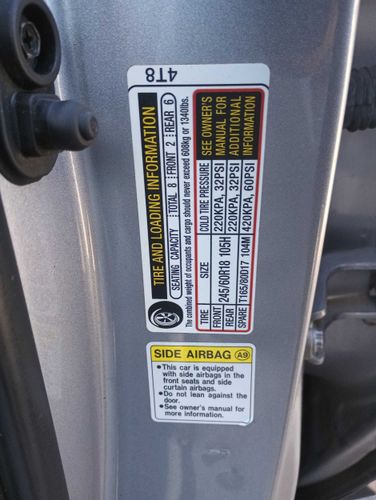 4T8
TIRE AND LOADING INFORMATION
SEATING CAPACITY TOTAL 8 FRONT 2 REAR 6
The combined weight of occupants and cargo should never exceed 608kg or 1340lbs.
TIRE SIZE COLD TIRE PRESSURE
FRONT 245/60R18 105H 220KPA, 32PSI
REAR 220KPA, 32PSI
SPARE T165/80D17 104M 420KPA, 60PSI
SEE OWNER'S
MANUAL FOR
ADDITIONAL
INFORMATION
SIDE AIRBAG A9
•This car is equipped
with side airbags in the
front seats and side
curtain airbags.
•Do not lean against the
door.
•See owner's manual for
more information.